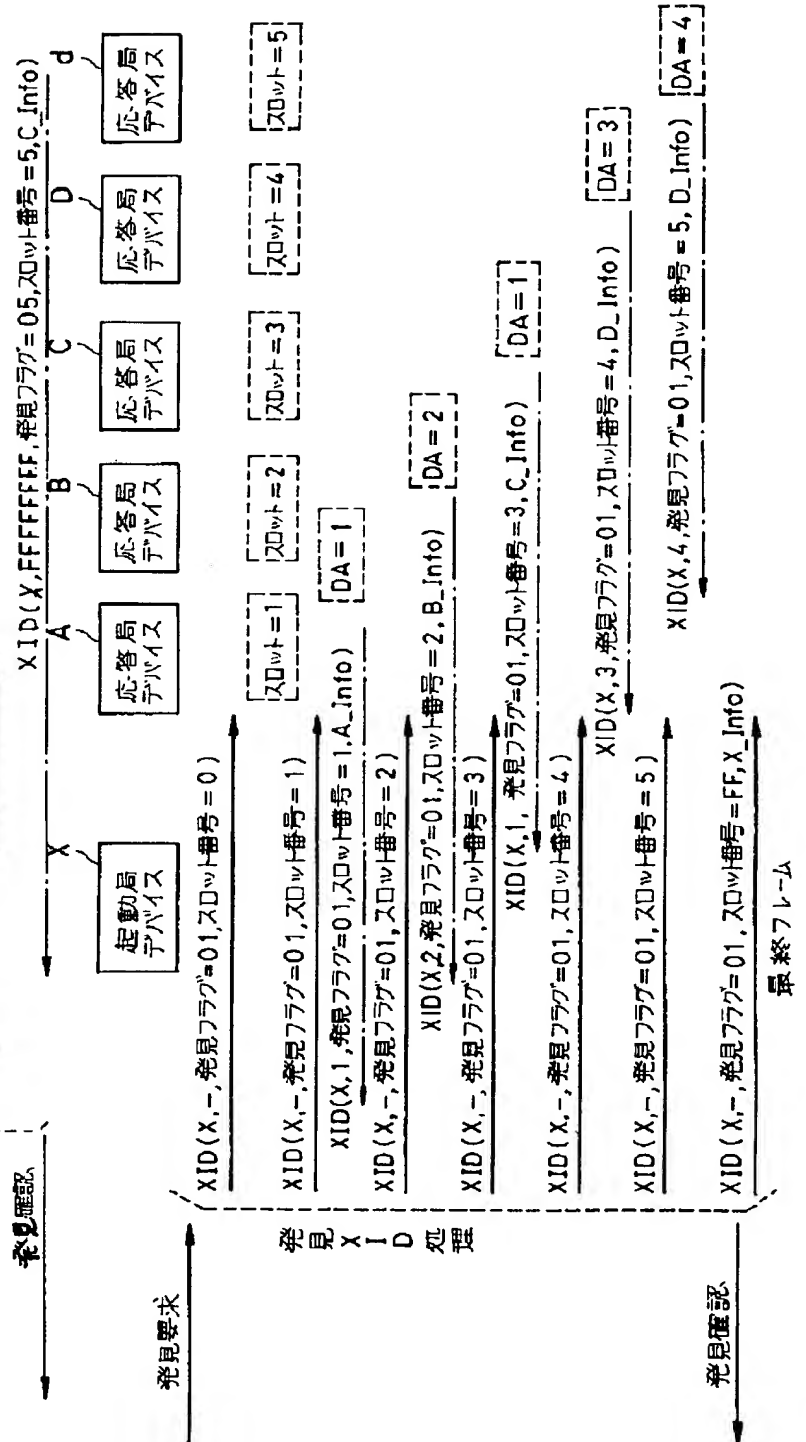 XID(X,FFFFFFFF,発見フラグ=05,スロット番号=5,C_Info)
発見確認
X
A
B
C
D
d
起動局
デバイス
応答局
デバイス
応答局
デバイス
応答局
デバイス
応答局
デバイス
応答局
デバイス
発見要求
XID(X,-,発見フラグ=01,スロット番号=0)
スロット=1
スロット=2
スロット=3
スロット=4
スロット=5
XID(X,-,発見フラグ=01,スロット番号=1)
DA=1
XID(X,1,発見フラグ=01,スロット番号=1,A_Info)
発見XID処理
XID(X,-,発見フラグ=01,スロット番号=2)
DA=2
XID(X,2,発見フラグ=01,スロット番号=2,B_Info)
XID(X,-,発見フラグ=01,スロット番号=3)
DA=1
XID(X,1,発見フラグ=01,スロット番号=3,C_Info)
XID(X,-,発見フラグ=01,スロット番号=4)
DA=3
XID(X,3,発見フラグ=01,スロット番号=4,D_Info)
XID(X,-,発見フラグ=01,スロット番号=5)
DA=4
XID(X,4,発見フラグ=01,スロット番号=5,D_Info)
XID(X,-,発見フラグ=01,スロット番号=FF,X_Info)
発見確認
最終フレーム